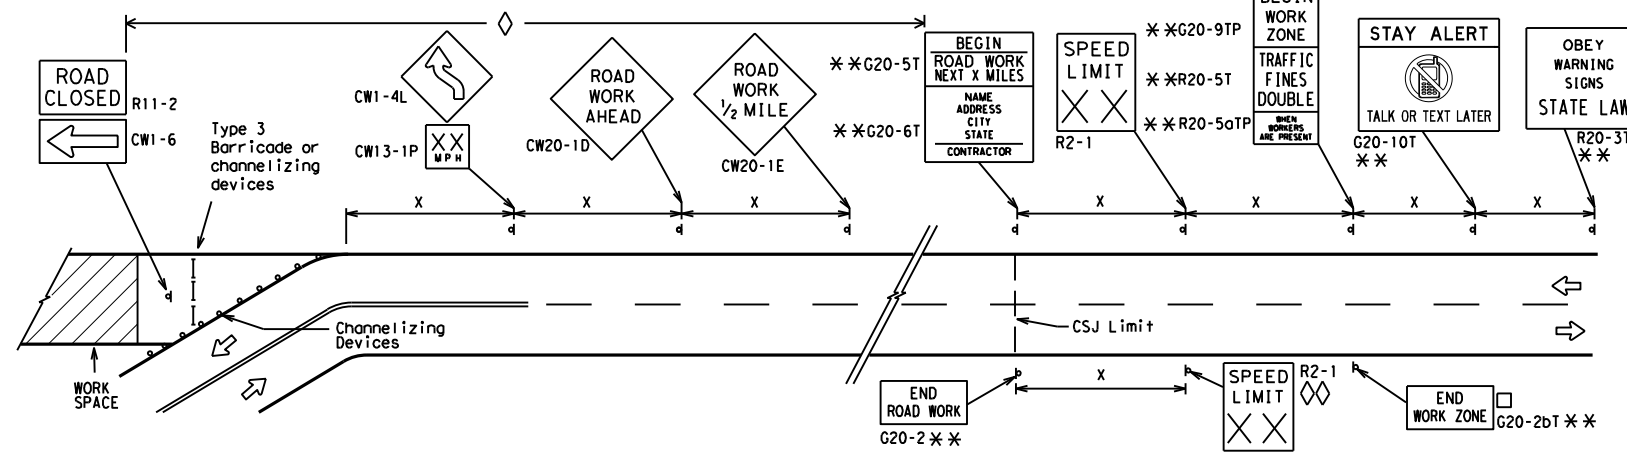 ROAD
CLOSED
R11-2
CW1-6
Type 3
Barricade or
channelizing
devices
CW1-4L
XX
MPH
CW13-1P
ROAD
WORK
AHEAD
CW20-1D
ROAD
WORK
1/2 MILE
CW20-1E
**G20-5T
BEGIN
ROAD WORK
NEXT X MILES
**G20-6T
NAME
ADDRESS
CITY
STATE
CONTRACTOR
SPEED
LIMIT
XX
R2-1
**G20-9TP
BEGIN
WORK
ZONE
**R20-5T
TRAFFIC
FINES
DOUBLE
**R20-5aTP
WHEN
WORKERS
ARE PRESENT
STAY ALERT
TALK OR TEXT LATER
G20-10T
**
OBEY
WARNING
SIGNS
STATE LAW
R20-3T
**
X
X
X
X
X
X
X
Channelizing
Devices
WORK
SPACE
CSJ Limit
END
ROAD WORK
G20-2 **
X
SPEED
LIMIT
XX
R2-1
END
WORK ZONE
G20-2bT **